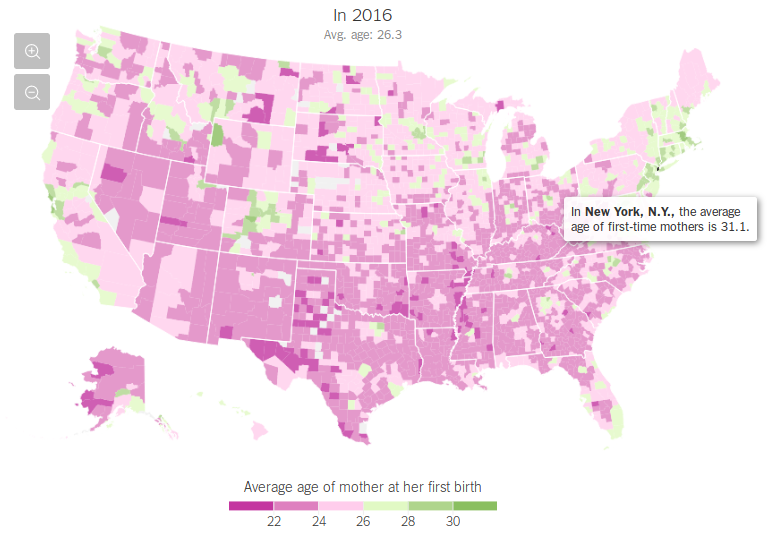 In 2016
Avg. age: 26.3
In New York, N.Y., the average
age of first-time mothers is 31.1.
Average age of mother at her first birth
22 24 26 28 30